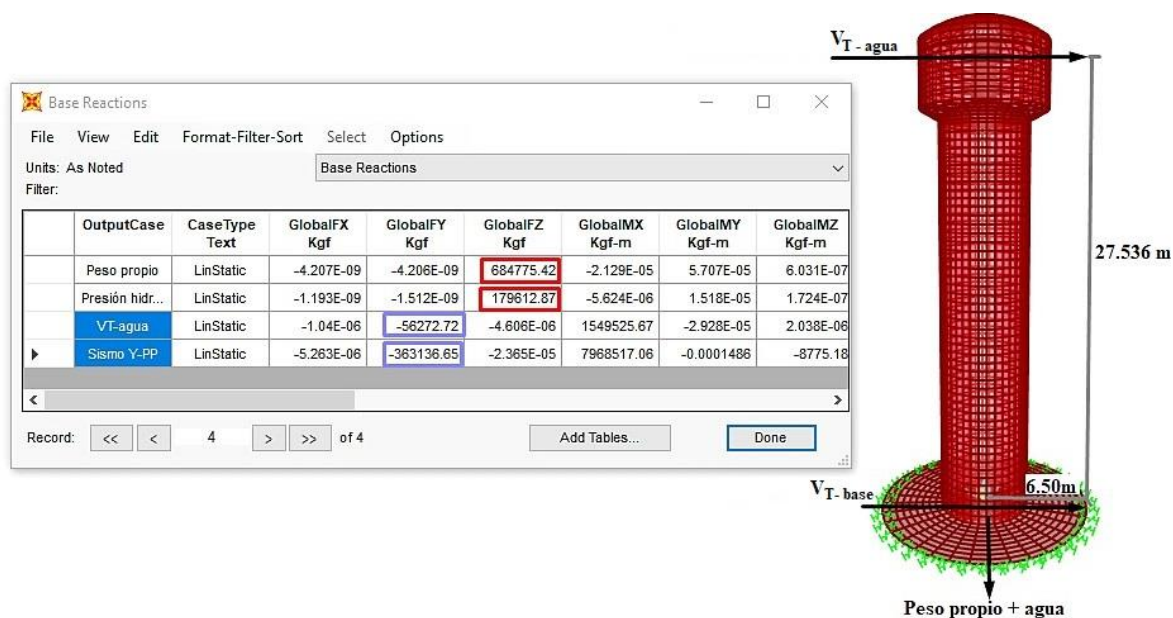 V T - agua
Base Reactions
File View Edit Format-Filter-Sort Select Options
Units: As Noted Base Reactions
Filter:
OutputCase CaseType Text GlobalFX Kgf GlobalFY Kgf GlobalFZ Kgf GlobalMX Kgf-m GlobalMY Kgf-m GlobalMZ Kgf-m
Peso propio LinStatic -4.207E-09 -4.206E-09 684775.42 -2.129E-05 5.707E-05 6.031E-07
Presión hidr... LinStatic -1.193E-09 -1.512E-09 179612.87 -5.624E-06 1.518E-05 1.724E-07
VT-agua LinStatic -1.04E-06 -56272.72 -4.606E-06 1549525.67 -2.928E-05 2.038E-06
Sismo Y-PP LinStatic -5.263E-06 -363136.65 -2.365E-05 7968517.06 -0.0001486 -8775.18
Record: << < 4 > >> of 4 Add Tables... Done
27.536 m
6.50m
V T- base
Peso propio + agua